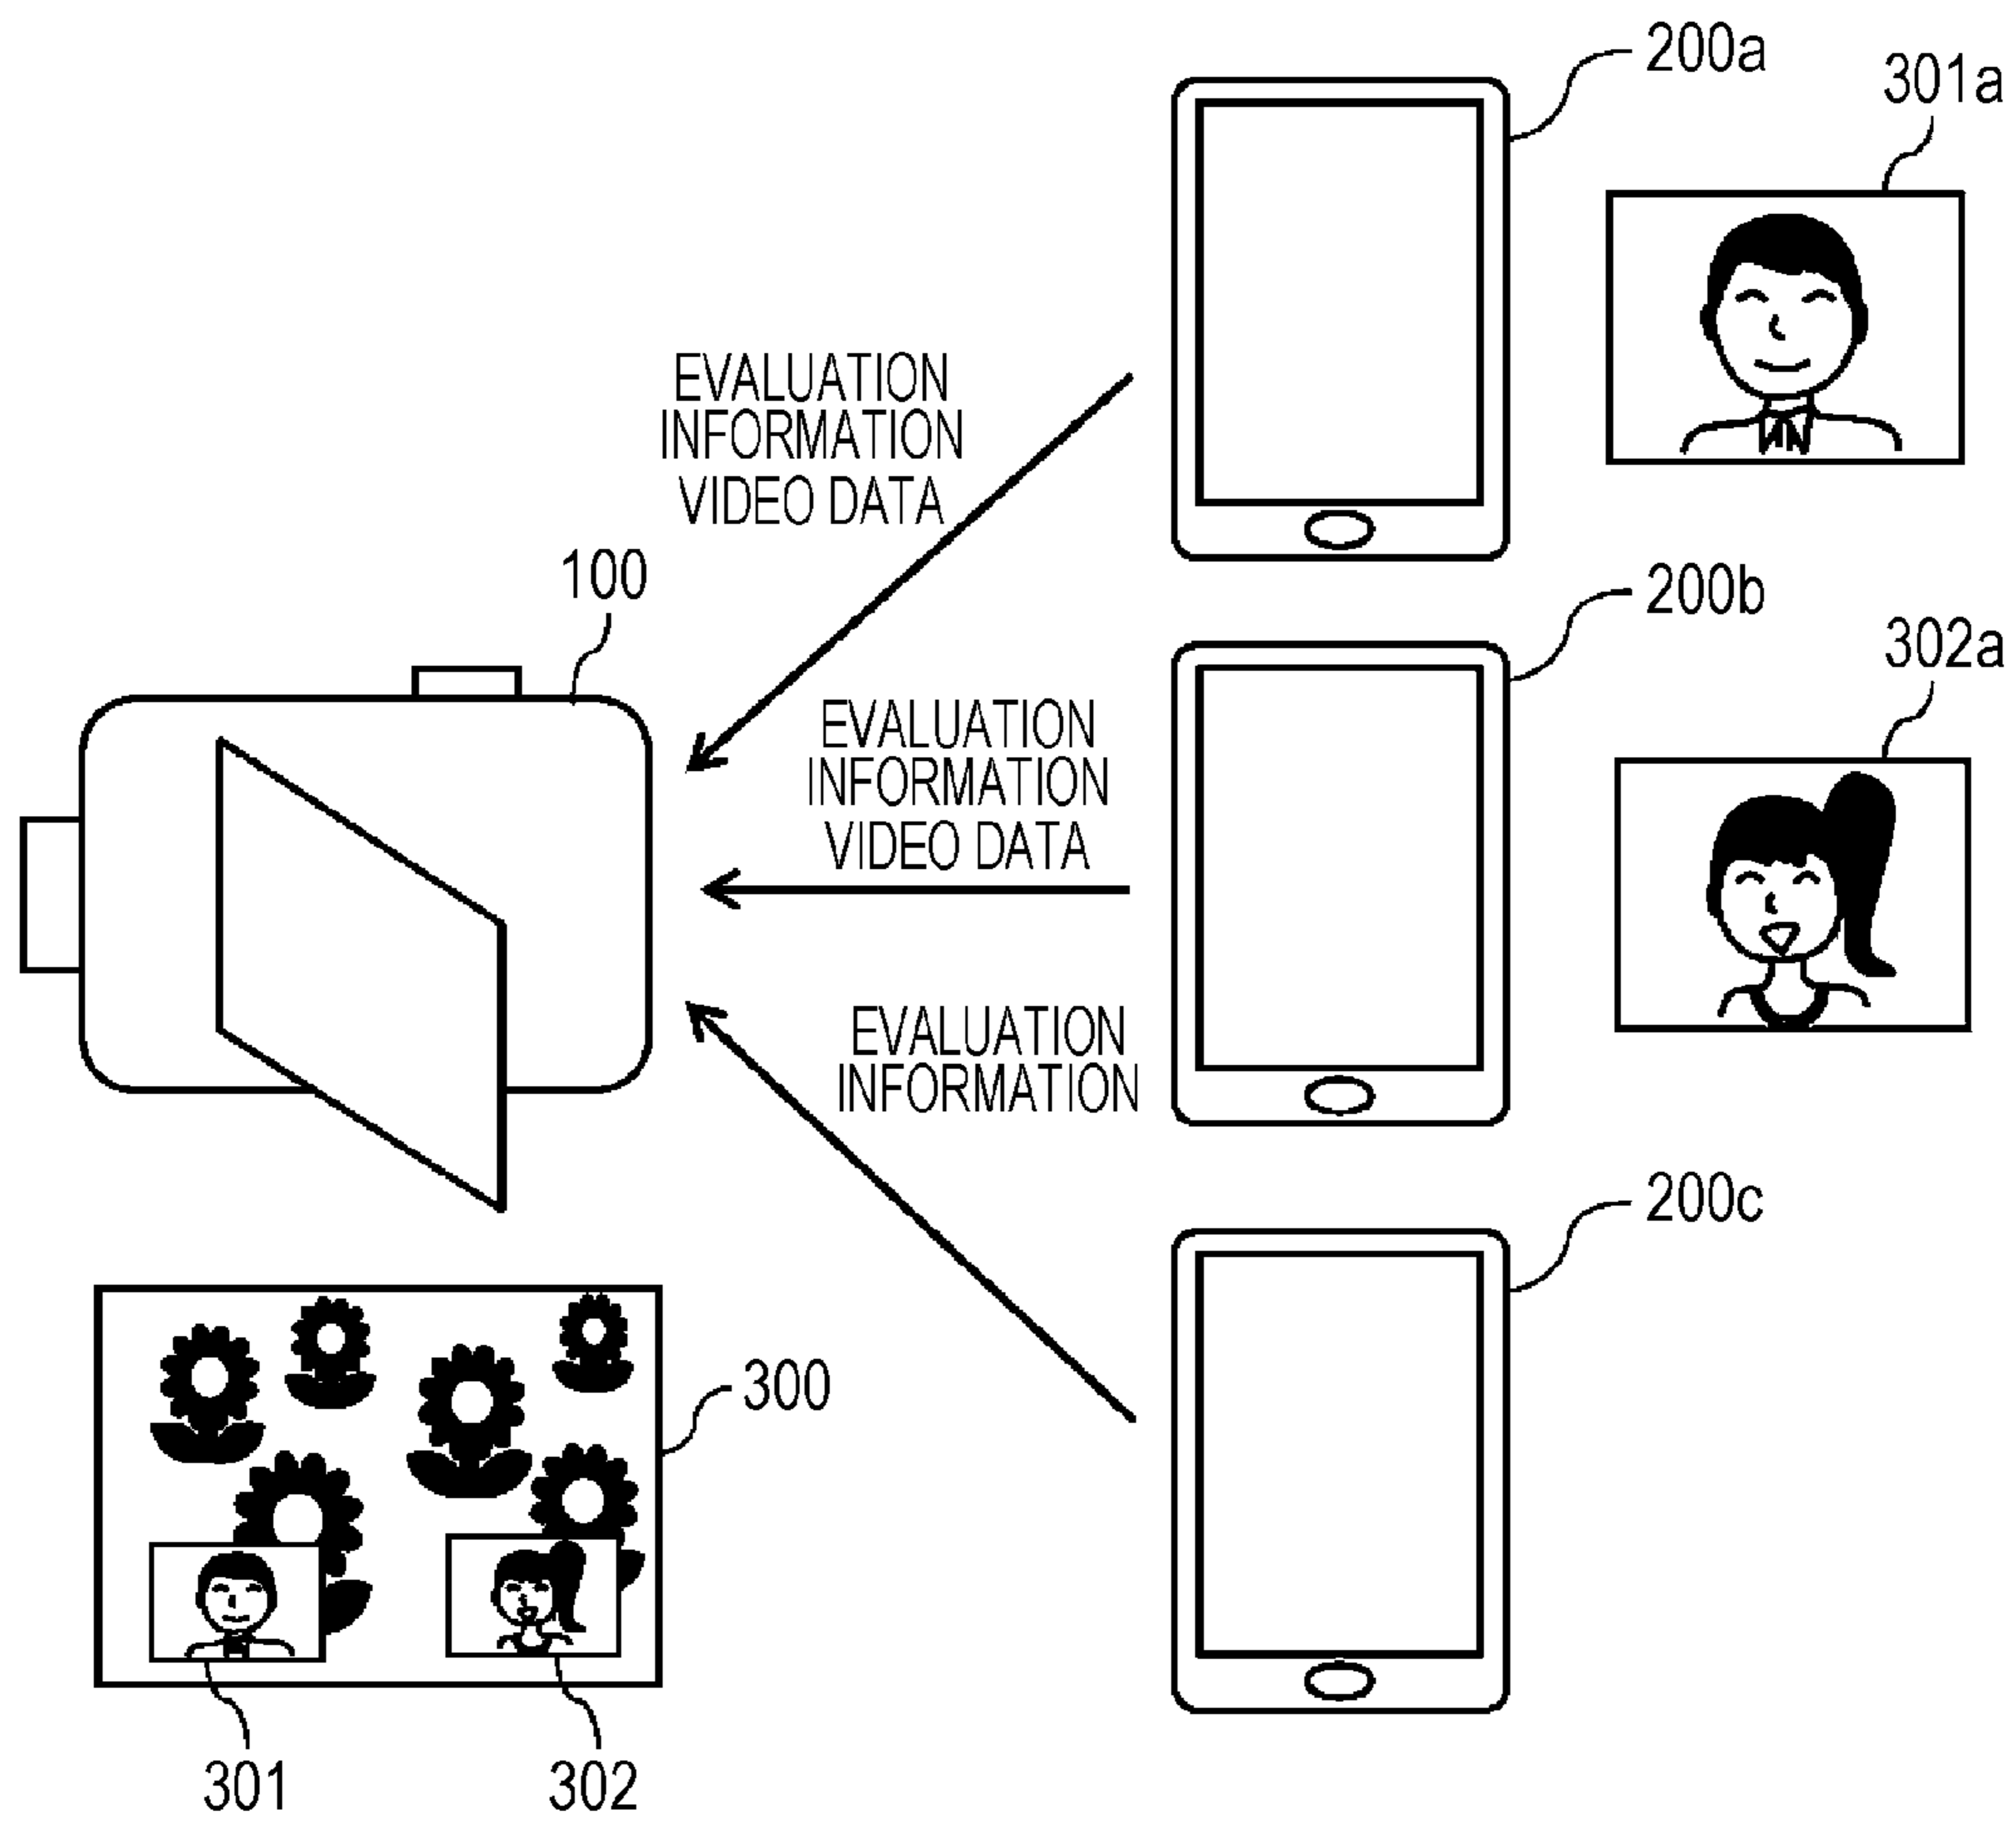 200a
301a
EVALUATION
INFORMATION
VIDEO DATA
100
200b
302a
EVALUATION
INFORMATION
VIDEO DATA
EVALUATION
INFORMATION
200c
300
301
302